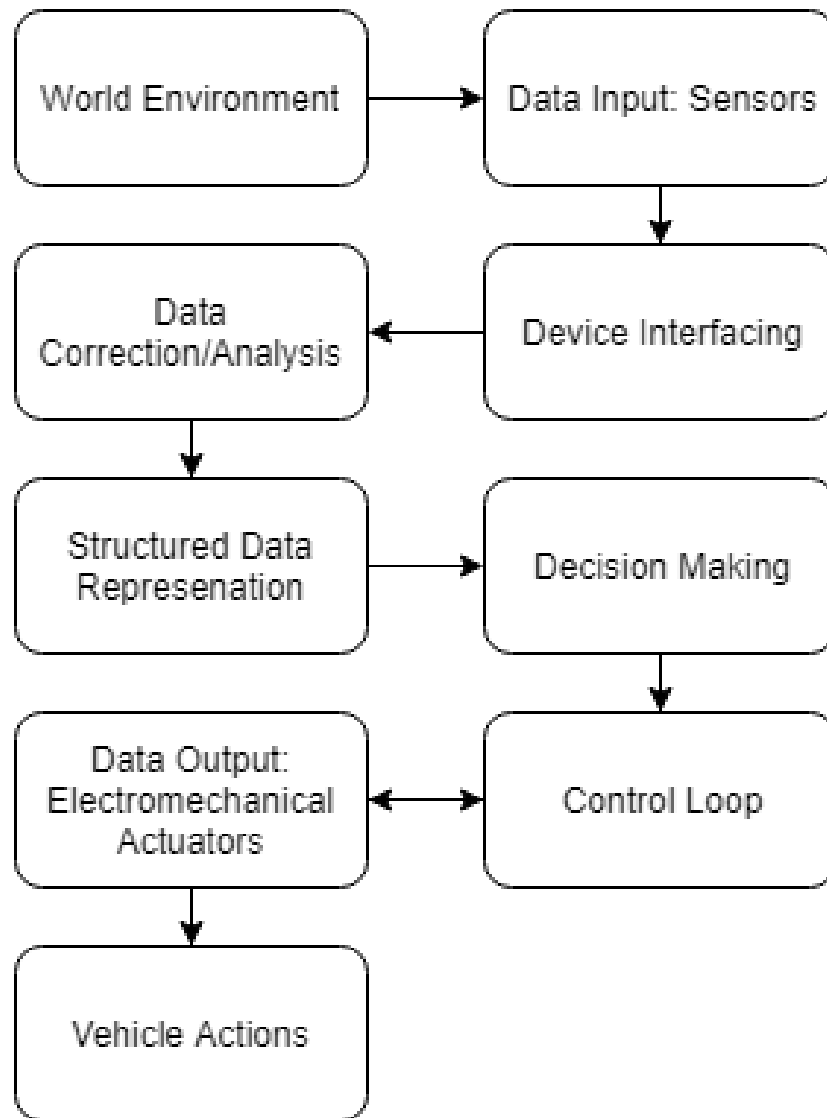 World Environment
Data Input: Sensors
Device Interfacing
Data
Correction/Analysis
Structured Data
Represenation
Decision Making
Control Loop
Data Output:
Electromechanical
Actuators
Vehicle Actions